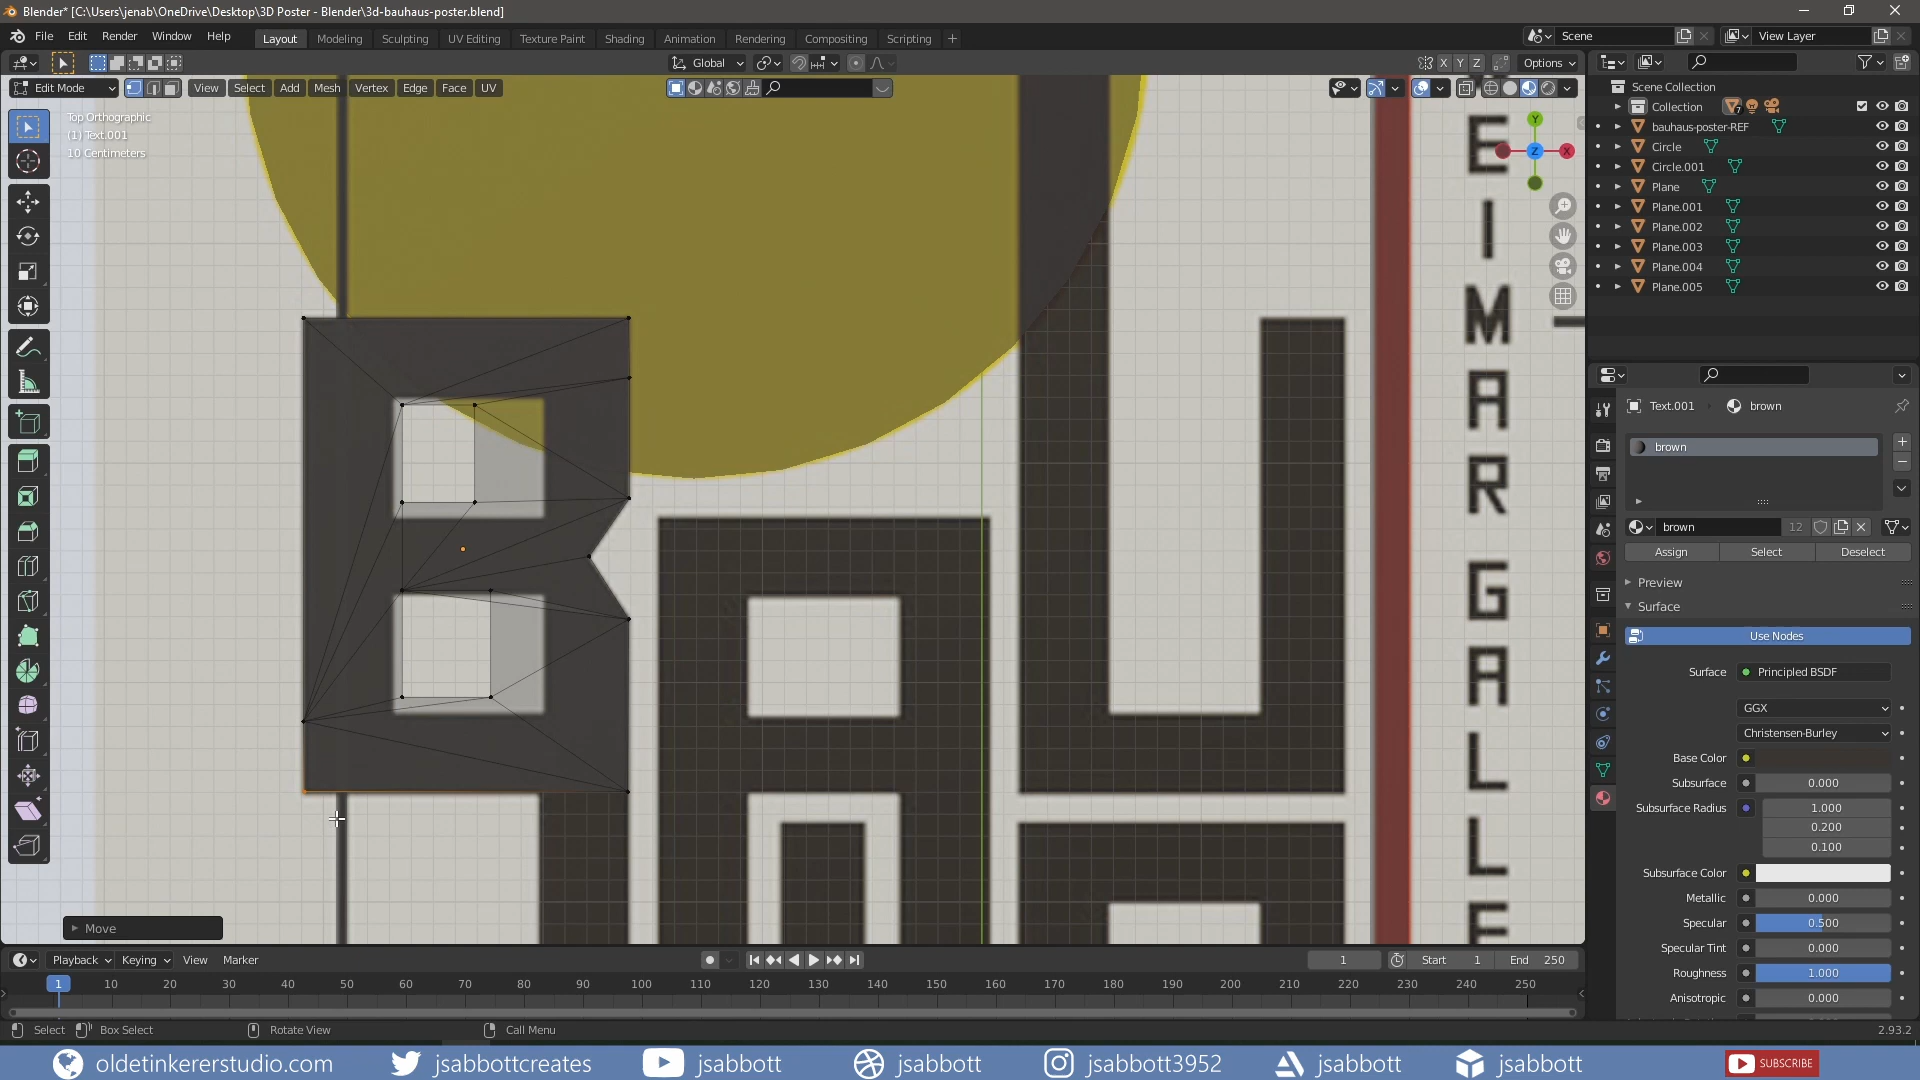 Blender* [C:\Users\jenab\OneDrive\Desktop\3D Poster - Blender\3d-bauhaus-poster.blend]
File Edit Render Window Help
Layout Modeling Sculpting UV Editing Texture Paint Shading Animation Rendering Compositing Scripting +
Scene
View Layer
Global
X Y Z
Options
Edit Mode
View Select Add Mesh Vertex Edge Face UV
Top Orthographic
(1) Text.001
10 Centimeters
Y
Z
X
E
I
M
A
R
G
A
L
L
E
Scene Collection
Collection 7
bauhaus-poster-REF
Circle
Circle.001
Plane
Plane.001
Plane.002
Plane.003
Plane.004
Plane.005
Text.001 brown
brown
brown 12
Assign Select Deselect
Preview
Surface
Use Nodes
Surface Principled BSDF
GGX
Christensen-Burley
Base Color
Subsurface 0.000
Subsurface Radius 1.000
0.200
0.100
Subsurface Color
Metallic 0.000
Specular 0.500
Specular Tint 0.000
Roughness 1.000
Anisotropic 0.000
Move
Playback Keying View Marker
1 Start 1 End 250
1 10 20 30 40 50 60 70 80 90 100 110 120 130 140 150 160 170 180 190 200 210 220 230 240 250
Select Box Select Rotate View Call Menu
2.93.2
oldetinkererstudio.com jsabbottcreates jsabbott jsabbott jsabbott3952 jsabbott jsabbott SUBSCRIBE